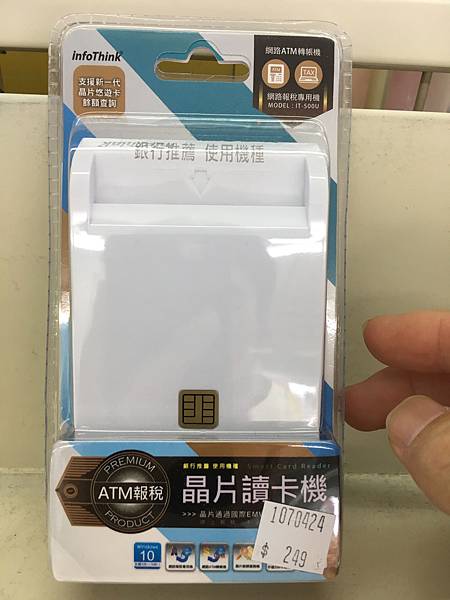 infoThink
支援新一代
晶片悠遊卡
餘額查詢
網路ATM轉帳機
ATM
TAX
網路報稅專用機
MODEL : IT-500U
銀行推薦 使用機種
銀行推薦 使用機種
Smart Card Reader
PREMIUM
ATM報稅
PRODUCT
晶片讀卡機
>>> 晶片通過國際EMV
1070424
$ 249
Windows
10